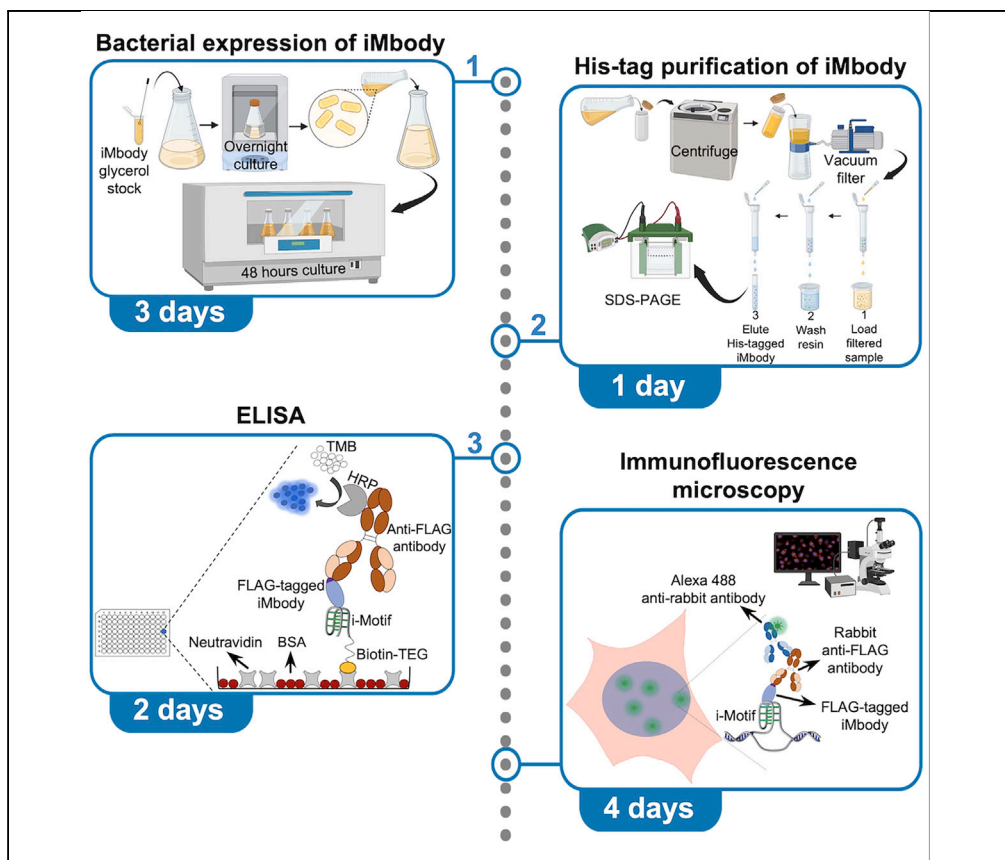 Bacterial expression of iMbody
1
iMbody
glycerol
stock
Overnight
culture
48 hours culture
3 days
His-tag purification of iMbody
Centrifuge
Vacuum
filter
SDS-PAGE
3
Elute
His-tagged
iMbody
2
Wash
resin
1
Load
filtered
sample
2
1 day
ELISA
3
TMB
HRP
Anti-FLAG
antibody
FLAG-tagged
iMbody
i-Motif
Neutravidin
BSA
Biotin-TEG
2 days
Immunofluorescence
microscopy
Alexa 488
anti-rabbit antibody
Rabbit
anti-FLAG
antibody
i-Motif
FLAG-tagged
iMbody
4 days